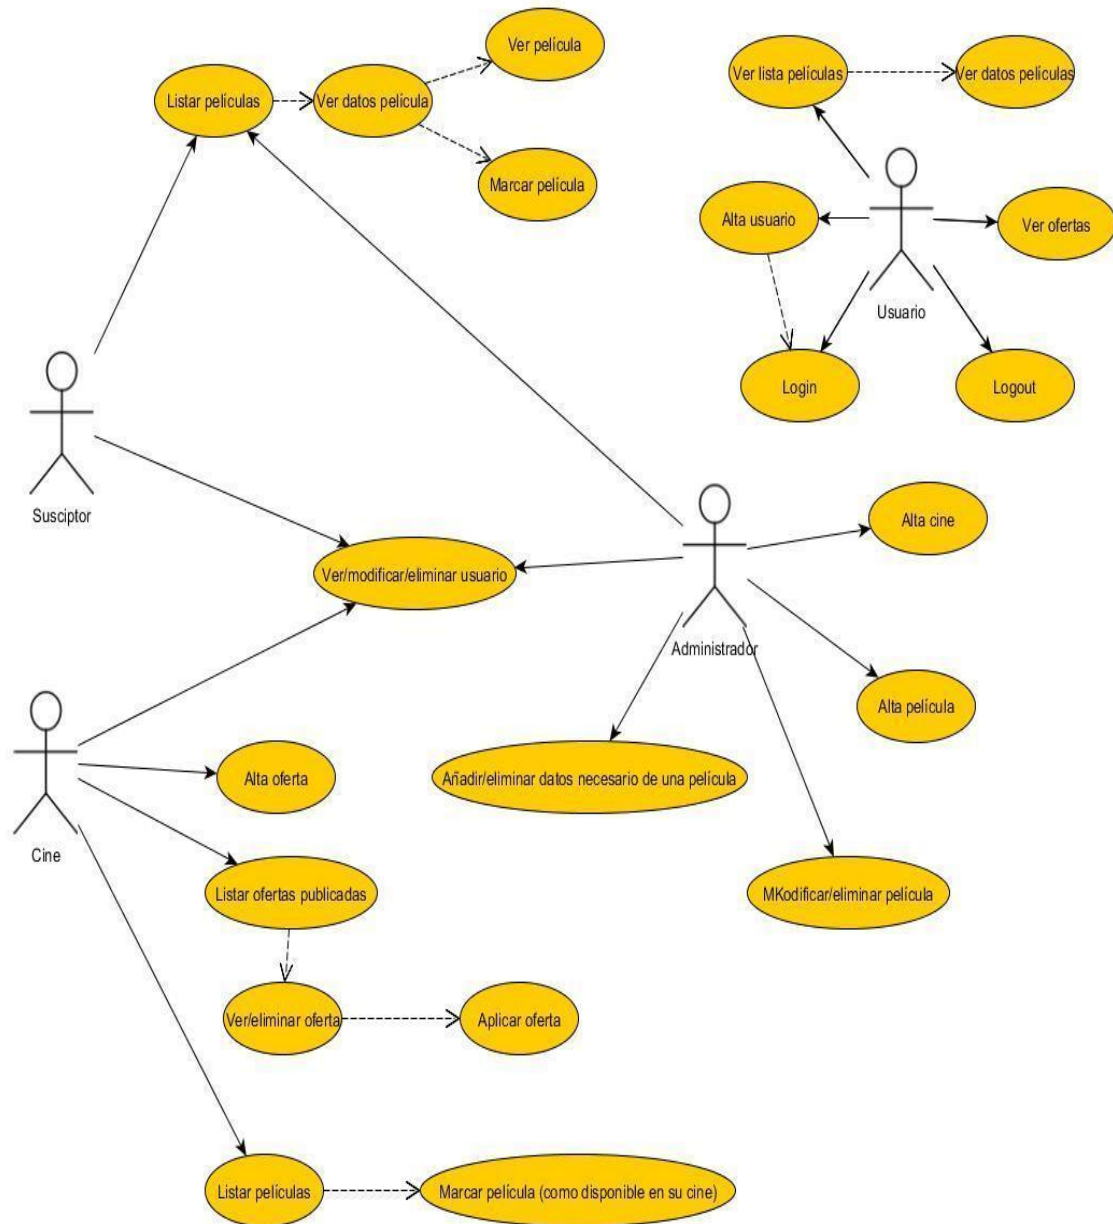 Ver película
Ver lista películas
Ver datos películas
Listar películas
Ver datos película
Marcar película
Alta usuario
Ver ofertas
Usuario
Login
Logout
Susciptor
Alta cine
Ver/modificar/eliminar usuario
Administrador
Alta película
Añadir/eliminar datos necesario de una película
Alta oferta
Cine
Listar ofertas publicadas
MKodificar/eliminar película
Ver/eliminar oferta
Aplicar oferta
Listar películas
Marcar película (como disponible en su cine)